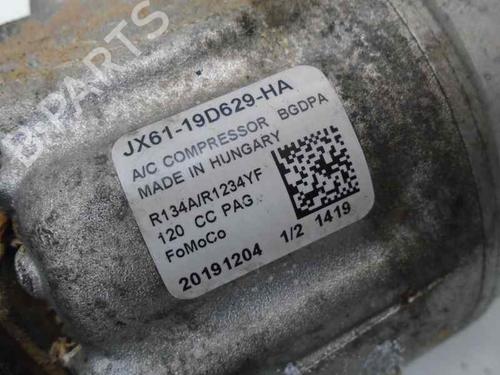 B-PARTS
JX61-19D629-HA
A/C COMPRESSOR BGDPA
MADE IN HUNGARY
R134A/R1234YF
120 CC PAG
FoMoCo
20191204 1/2 1419